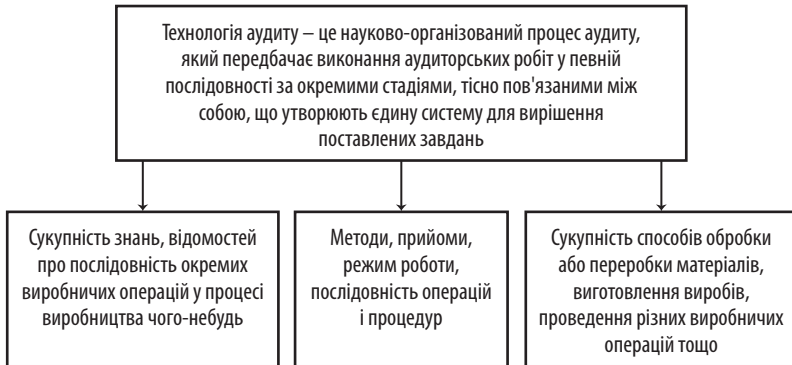 Технологія аудиту – це науково-організований процес аудиту,
який передбачає виконання аудиторських робіт у певній
послідовності за окремими стадіями, тісно пов'язаними між
собою, що утворюють єдину систему для вирішення
поставлених завдань
Сукупність знань, відомостей
про послідовність окремих
виробничих операцій у процесі
виробництва чого-небудь
Методи, прийоми,
режим роботи,
послідовність операцій
і процедур
Сукупність способів обробки
або переробки матеріалів,
виготовлення виробів,
проведення різних виробничих
операцій тощо